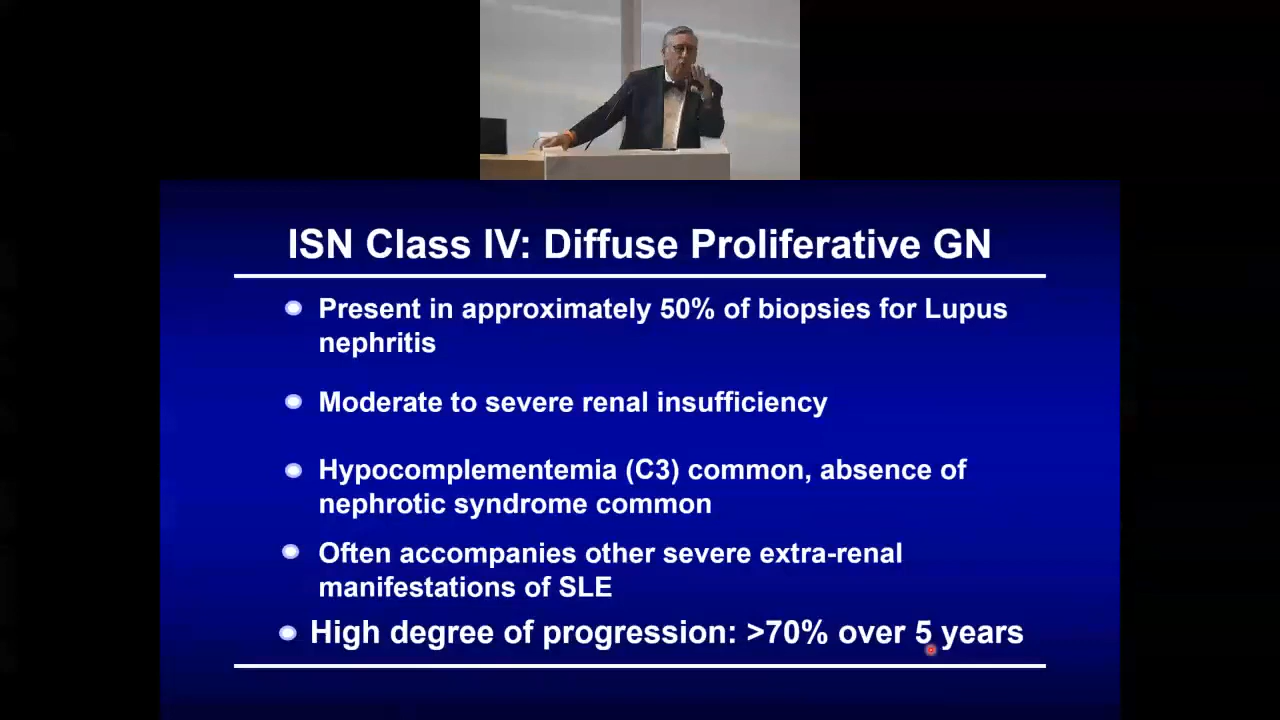 ISN Class IV: Diffuse Proliferative GN
Present in approximately 50% of biopsies for Lupus
nephritis
Moderate to severe renal insufficiency
Hypocomplementemia (C3) common, absence of
nephrotic syndrome common
Often accompanies other severe extra-renal
manifestations of SLE
High degree of progression: >70% over 5 years